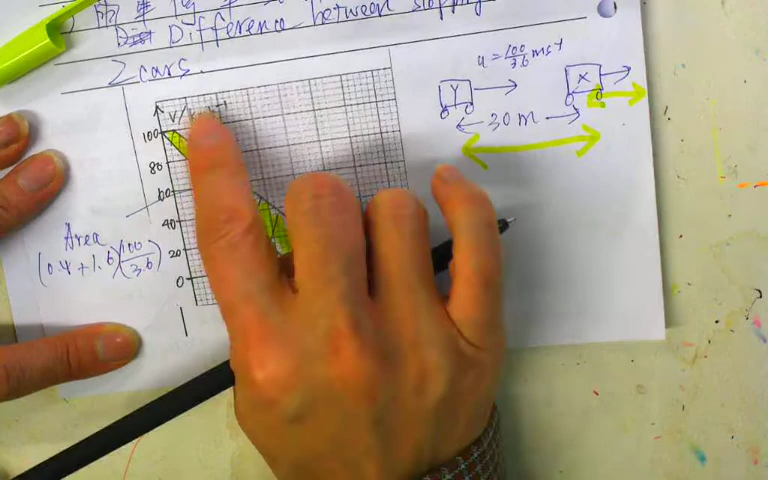 Difference between stopping
2 cars.
u = 100/3.6 ms⁻¹
Y
X
30 m
V/
100
80
60
40
20
0
Area
(0.4+1.6)(100/3.6)